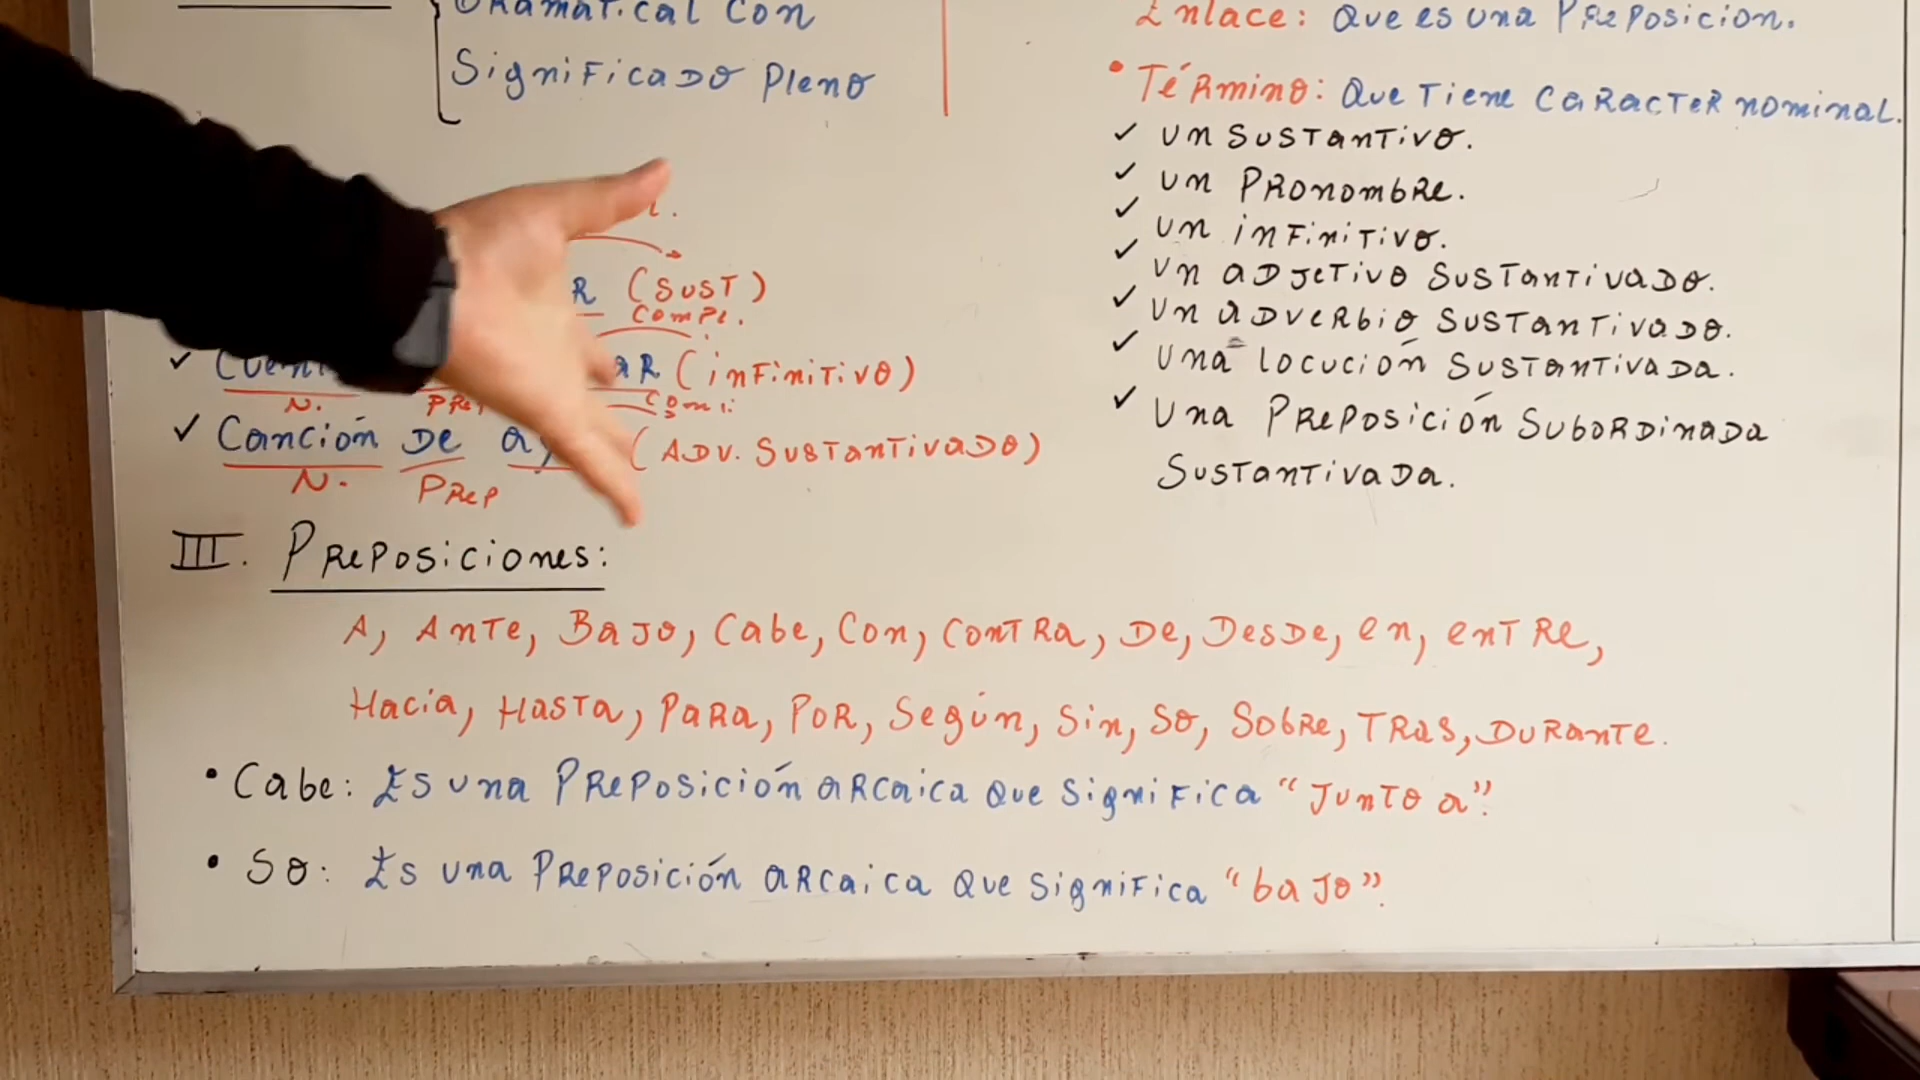 Gramatical con
Significado pleno
(SUST)
Compl.
(infinitivo)
N.
✓ Canción De (ADV. Sustantivado)
N. Prep
Enlace: Que es una Preposicion.
• Término: Que Tiene caracter nominal.
✓ un sustantivo.
✓ un Pronombre.
✓ un infinitivo.
✓ un adjetivo sustantivado.
✓ un adverbio sustantivado.
✓ una locución sustantivada.
✓ Una Preposición Subordinada
Sustantivada.
III. Preposiciones:
A, Ante, Bajo, Cabe, Con, contra, De, Desde, en, entre,
Hacia, Hasta, Para, Por, Según, Sin, So, Sobre, Tras, Durante.
• Cabe: Es una Preposición arcaica que significa "Junto a".
• So: Es una Preposición arcaica que significa "bajo".